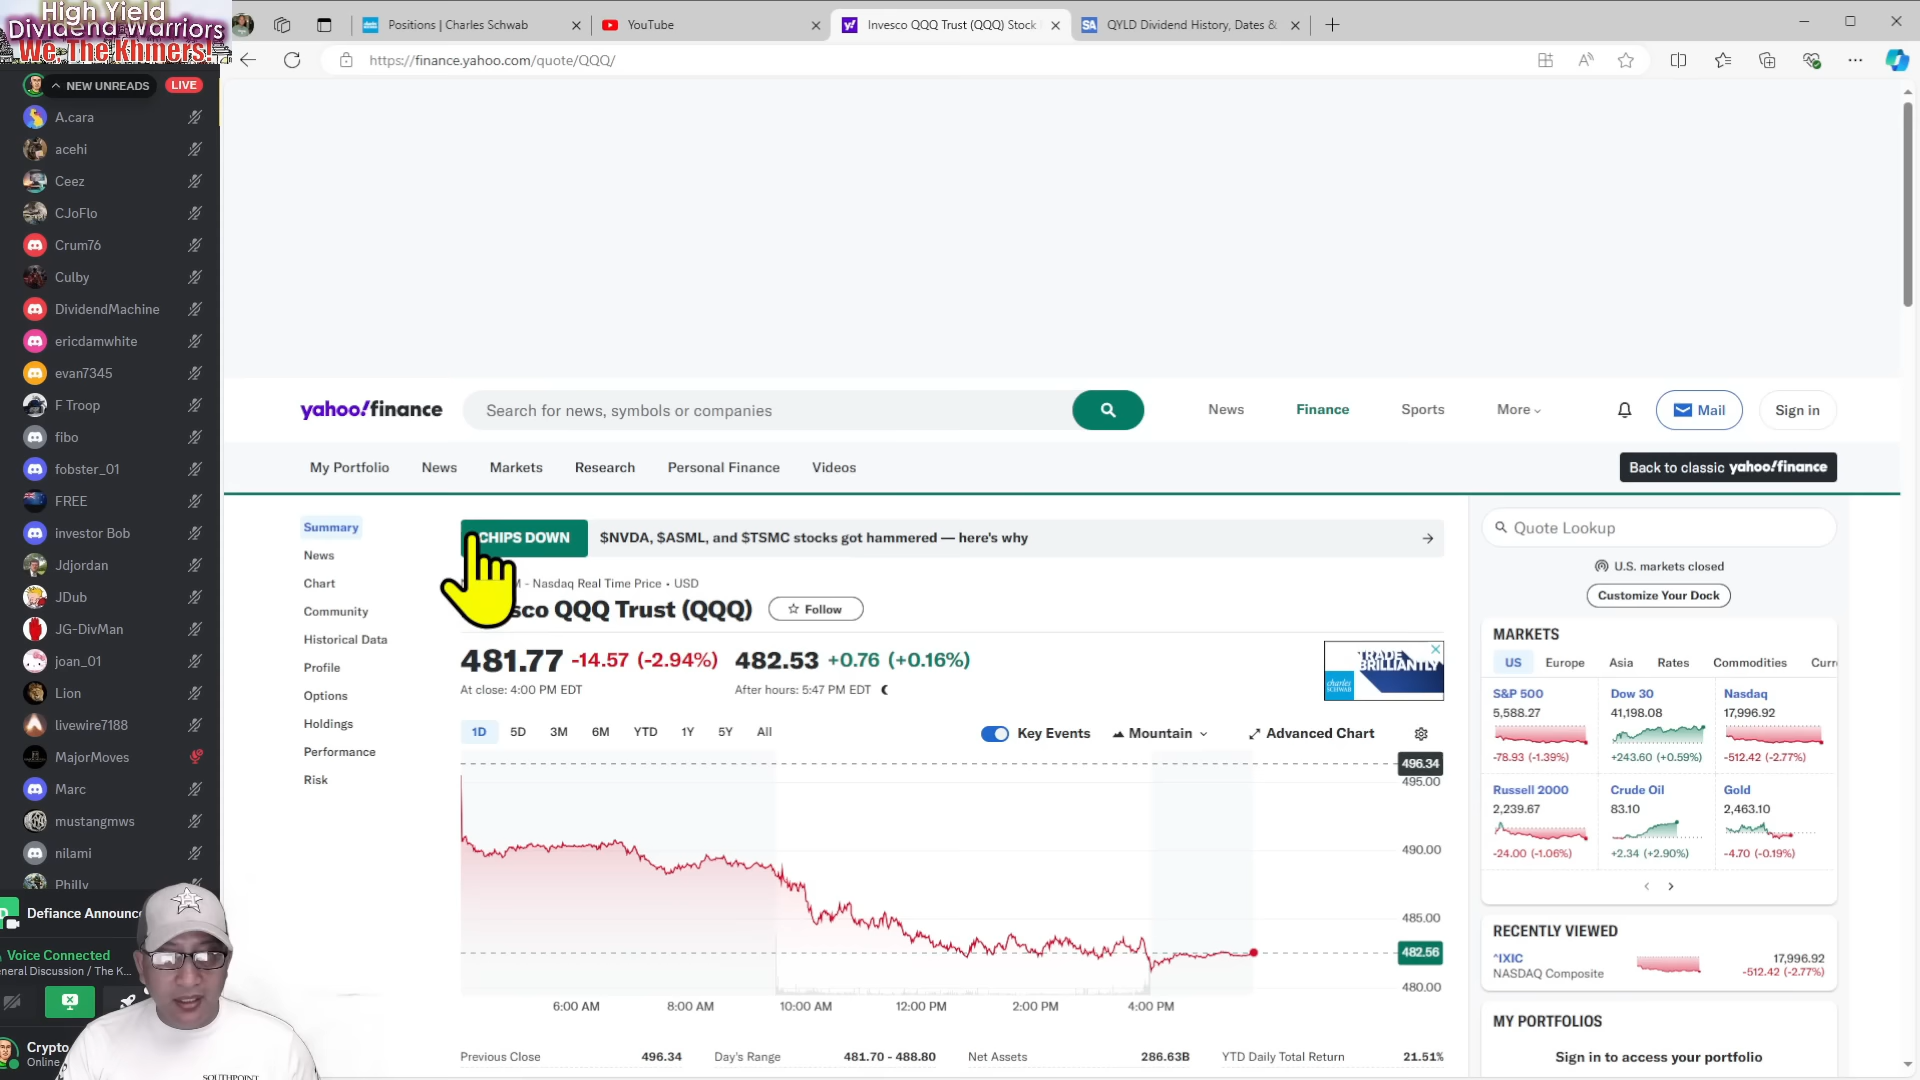 High Yield
Dividend Warriors
We The Khmers!
NEW UNREADS
LIVE
A.cara
acehi
Ceez
CJoFlo
Crum76
Culby
DividendMachine
ericdamwhite
evan7345
F Troop
fibo
fobster_01
FREE
investor Bob
Jdjordan
JDub
JG-DivMan
joan_01
Lion
livewire7188
MajorMoves
Marc
mustangmws
nilami
Philly
Defiance Announc
Voice Connected
eneral Discussion / The K...
Crypto
Online
SOUTHPOINT
Positions | Charles Schwab
YouTube
Invesco QQQ Trust (QQQ) Stock
QYLD Dividend History, Dates &
https://finance.yahoo.com/quote/QQQ/
yahoo!finance
Search for news, symbols or companies
News
Finance
Sports
More
Mail
Sign in
My Portfolio
News
Markets
Research
Personal Finance
Videos
Back to classic yahoo!finance
Summary
News
Chart
Community
Historical Data
Profile
Options
Holdings
Performance
Risk
CHIPS DOWN
$NVDA, $ASML, and $TSMC stocks got hammered — here's why
- Nasdaq Real Time Price • USD
sco QQQ Trust (QQQ)
Follow
481.77 -14.57 (-2.94%)
482.53 +0.76 (+0.16%)
At close: 4:00 PM EDT
After hours: 5:47 PM EDT
TRADE
BRILLIANTLY
charles
SCHWAB
1D 5D 3M 6M YTD 1Y 5Y All
Key Events
Mountain
Advanced Chart
496.34
495.00
490.00
485.00
482.56
480.00
6:00 AM 8:00 AM 10:00 AM 12:00 PM 2:00 PM 4:00 PM
Previous Close 496.34
Day's Range 481.70 - 488.80
Net Assets 286.63B
YTD Daily Total Return 21.51%
Quote Lookup
U.S. markets closed
Customize Your Dock
MARKETS
US Europe Asia Rates Commodities Curr
S&P 500
5,588.27
-78.93 (-1.39%)
Dow 30
41,198.08
+243.60 (+0.59%)
Nasdaq
17,996.92
-512.42 (-2.77%)
Russell 2000
2,239.67
-24.00 (-1.06%)
Crude Oil
83.10
+2.34 (+2.90%)
Gold
2,463.10
-4.70 (-0.19%)
RECENTLY VIEWED
^IXIC
NASDAQ Composite
17,996.92
-512.42 (-2.77%)
MY PORTFOLIOS
Sign in to access your portfolio